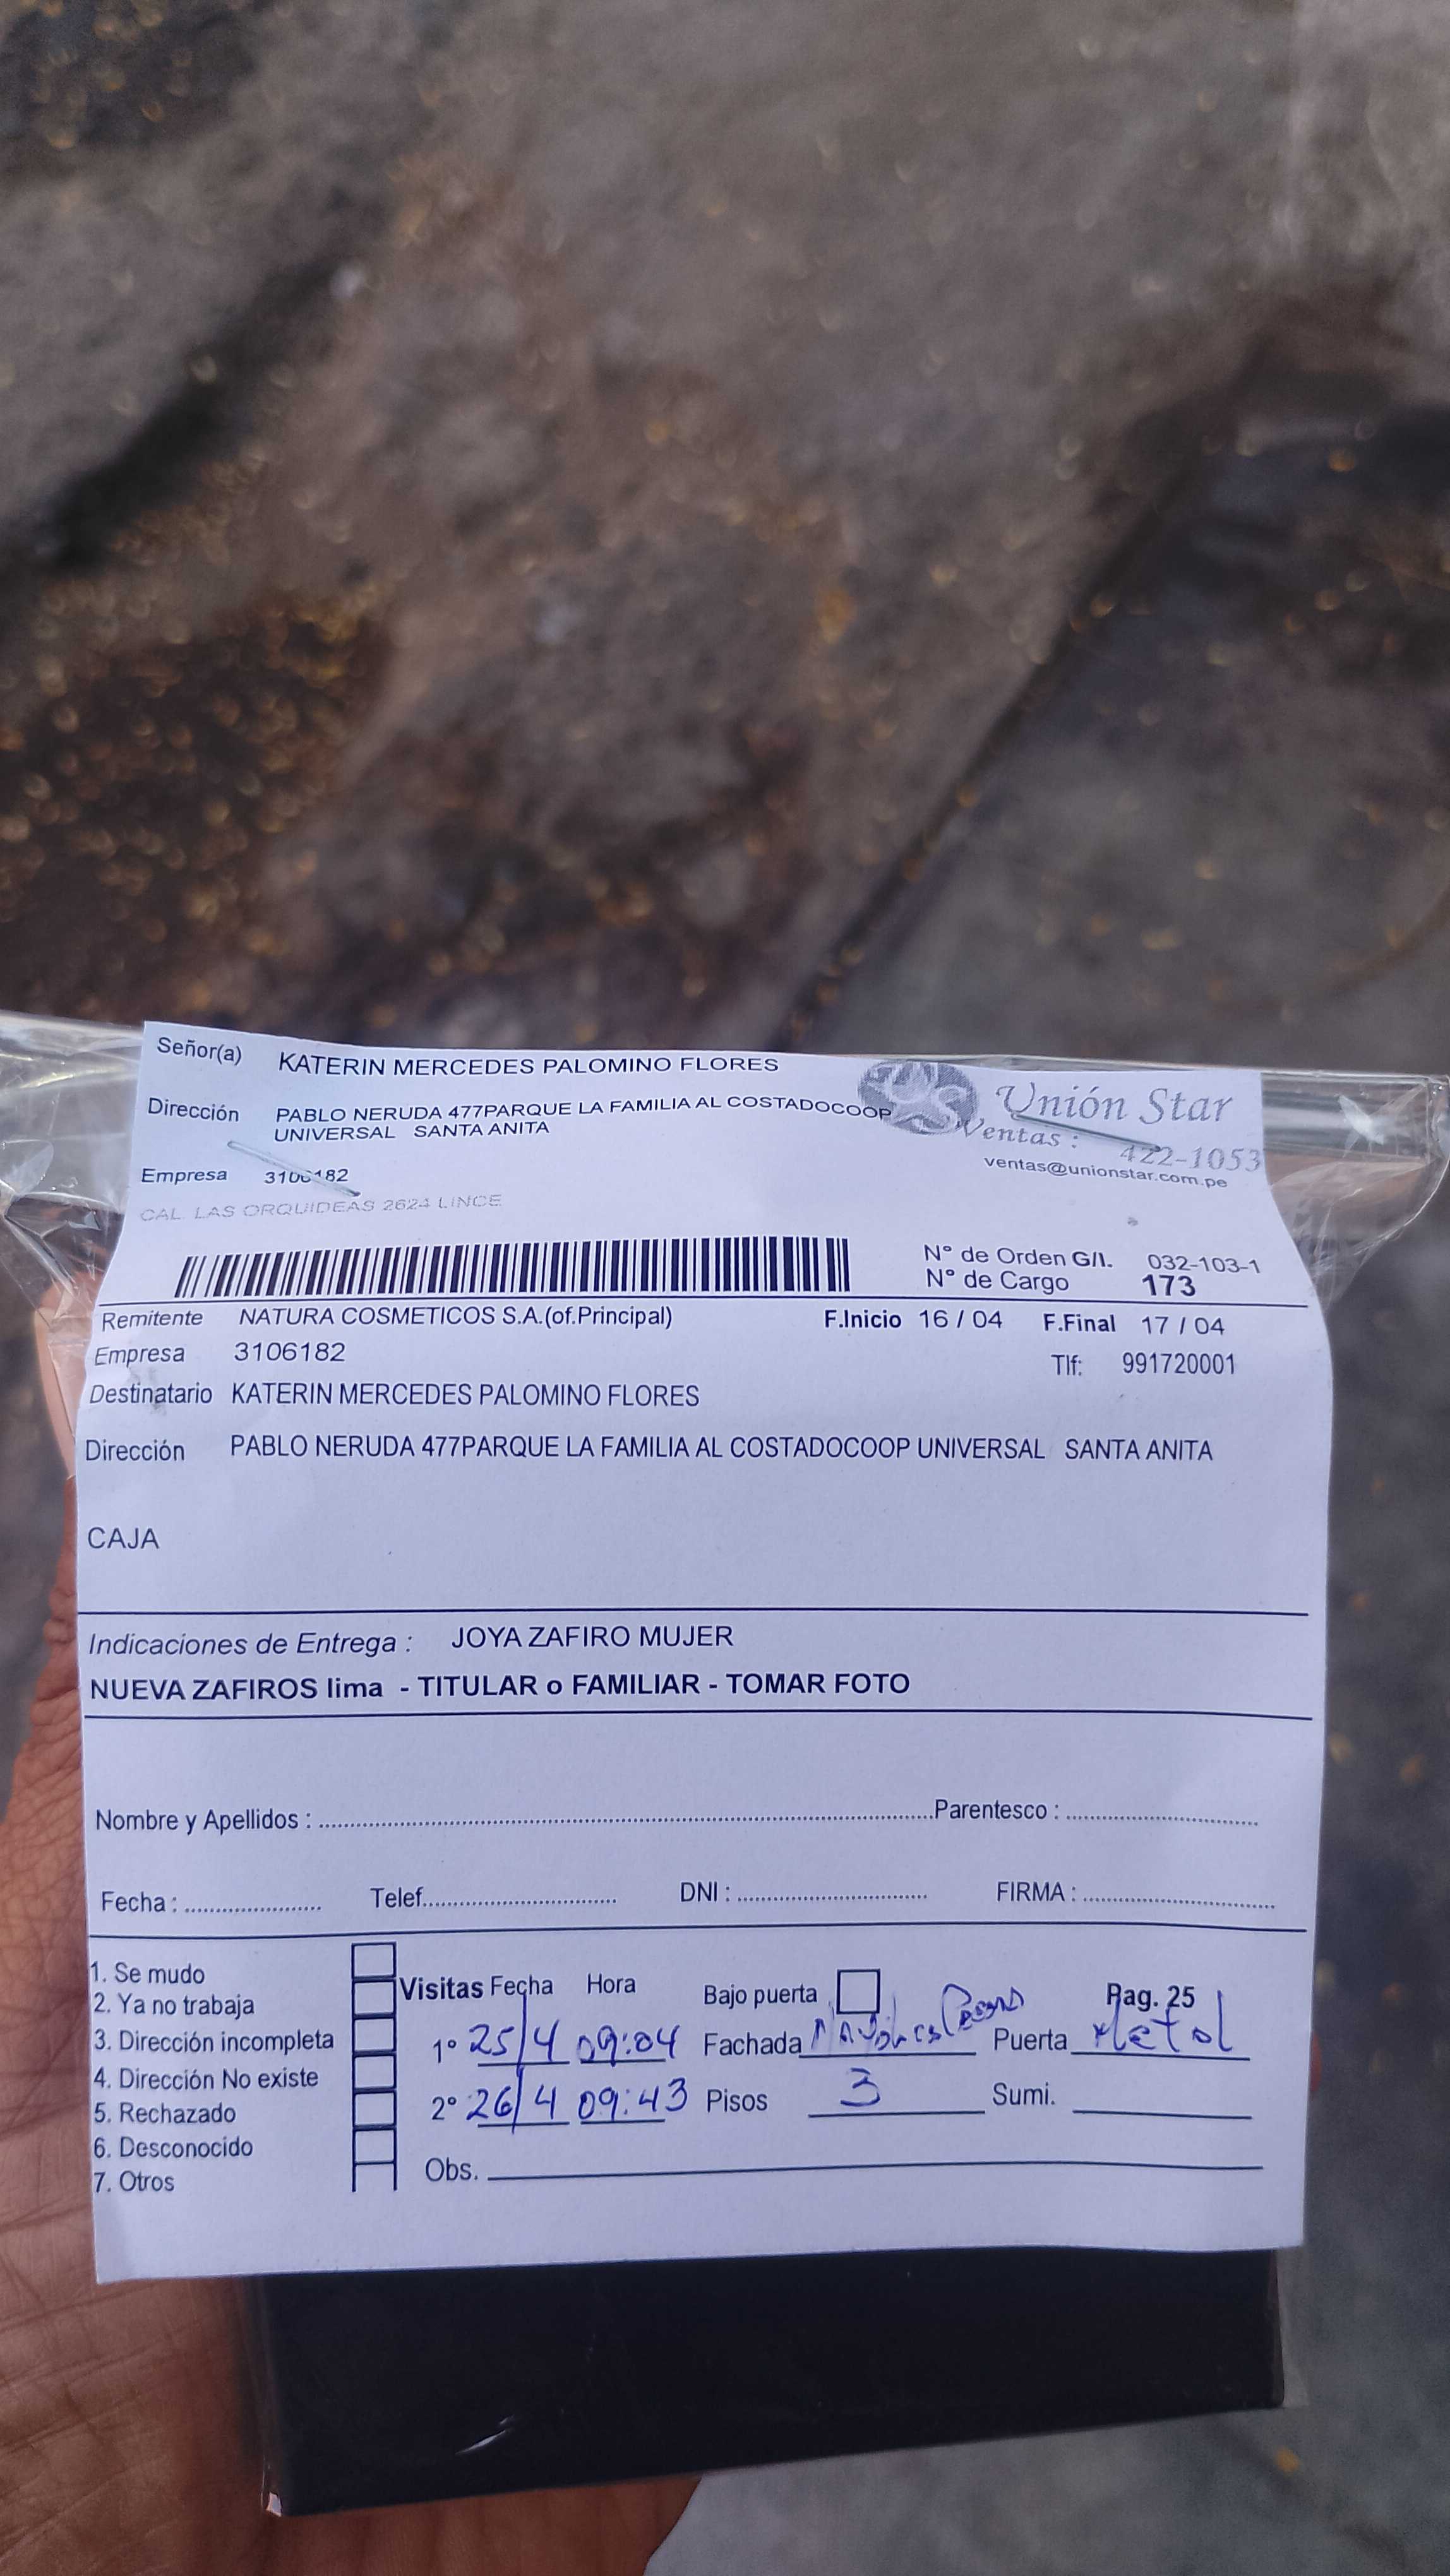 Señor(a) KATERIN MERCEDES PALOMINO FLORES
Dirección PABLO NERUDA 477PARQUE LA FAMILIA AL COSTADOCOOP
UNIVERSAL SANTA ANITA
Unión Star
Ventas : 422-1053
ventas@unionstar.com.pe
Empresa 3106182
CAL. LAS ORQUIDEAS 2624 LINCE
N° de Orden G/I. 032-103-1
N° de Cargo 173
Remitente NATURA COSMETICOS S.A.(of.Principal) F.Inicio 16 / 04 F.Final 17 / 04
Empresa 3106182 Tlf: 991720001
Destinatario KATERIN MERCEDES PALOMINO FLORES
Dirección PABLO NERUDA 477PARQUE LA FAMILIA AL COSTADOCOOP UNIVERSAL SANTA ANITA
CAJA
Indicaciones de Entrega : JOYA ZAFIRO MUJER
NUEVA ZAFIROS lima - TITULAR o FAMILIAR - TOMAR FOTO
Nombre y Apellidos : Parentesco :
Fecha : Telef. DNI : FIRMA :
1. Se mudo
2. Ya no trabaja
3. Dirección incompleta
4. Dirección No existe
5. Rechazado
6. Desconocido
7. Otros
Visitas Fecha Hora Bajo puerta Pag. 25
1° 25/4 09:04 Fachada Puerta Metal
2° 26/4 09:43 Pisos 3 Sumi.
Obs.